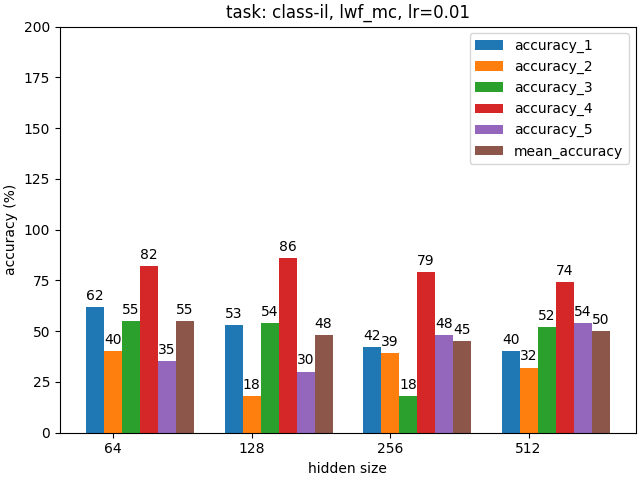 task: class-il, lwf_mc, lr=0.01
200
175
150
125
100
75
50
25
0
accuracy (%)
accuracy_1
accuracy_2
accuracy_3
accuracy_4
accuracy_5
mean_accuracy
62 40 55 82 35 55
53 18 54 86 30 48
42 39 18 79 48 45
40 32 52 74 54 50
64 128 256 512
hidden size